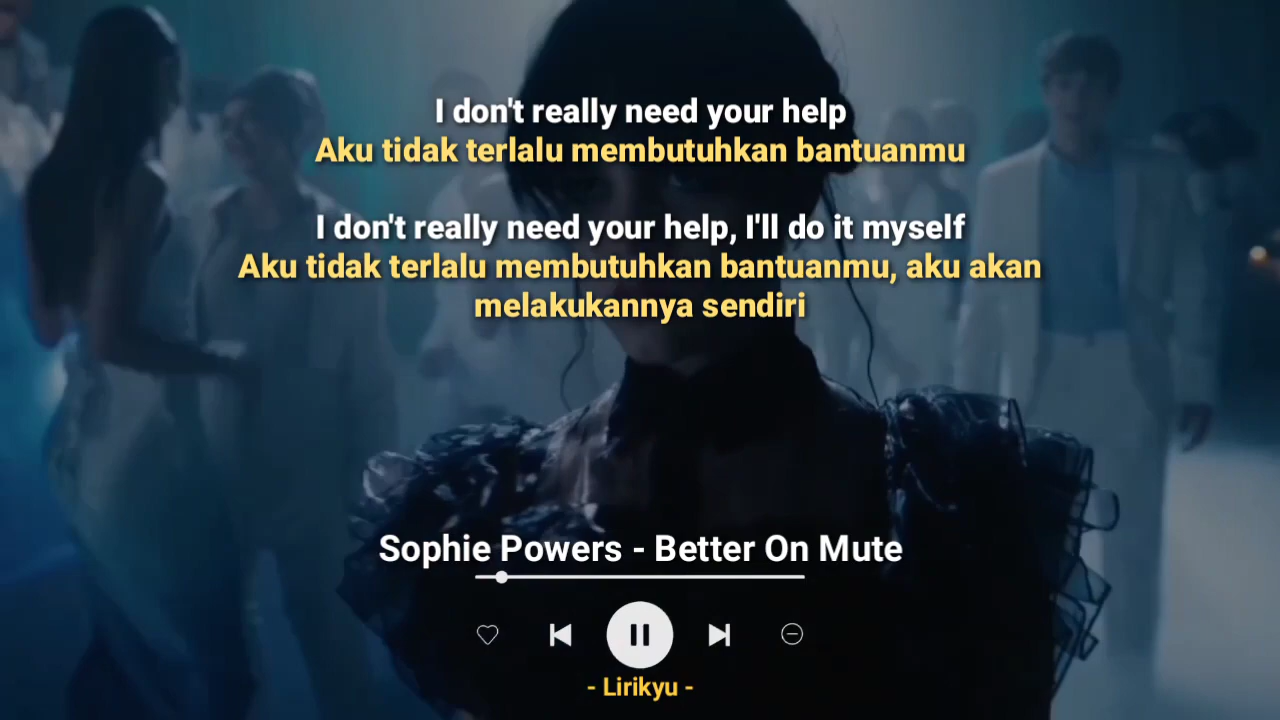 I don't really need your help
Aku tidak terlalu membutuhkan bantuanmu
I don't really need your help, I'll do it myself
Aku tidak terlalu membutuhkan bantuanmu, aku akan
melakukannya sendiri
Sophie Powers - Better On Mute
- Lirikyu -